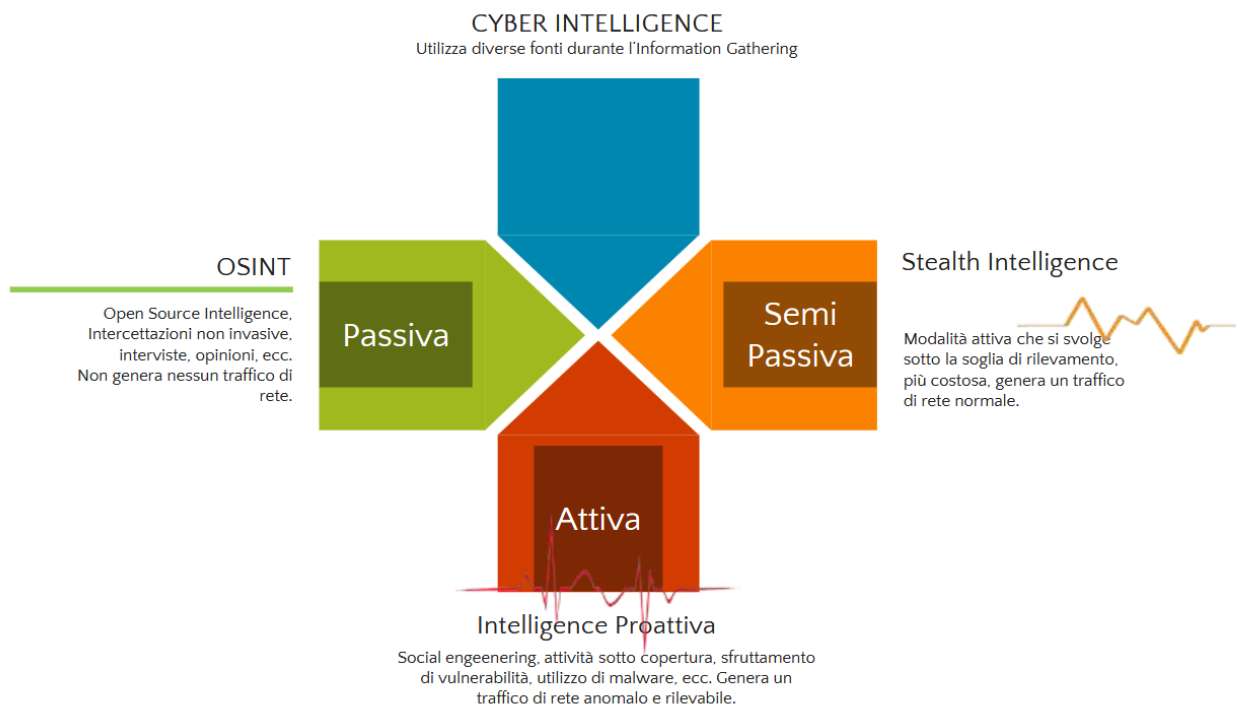 CYBER INTELLIGENCE
Utilizza diverse fonti durante l'Information Gathering
OSINT
Open Source Intelligence,
Intercettazioni non invasive,
interviste, opinioni, ecc.
Non genera nessun traffico di
rete.
Passiva
Semi
Passiva
Stealth Intelligence
Modalità attiva che si svolge
sotto la soglia di rilevamento,
più costosa, genera un traffico
di rete normale.
Attiva
Intelligence Proattiva
Social engeenering, attività sotto copertura, sfruttamento
di vulnerabilità, utilizzo di malware, ecc. Genera un
traffico di rete anomalo e rilevabile.